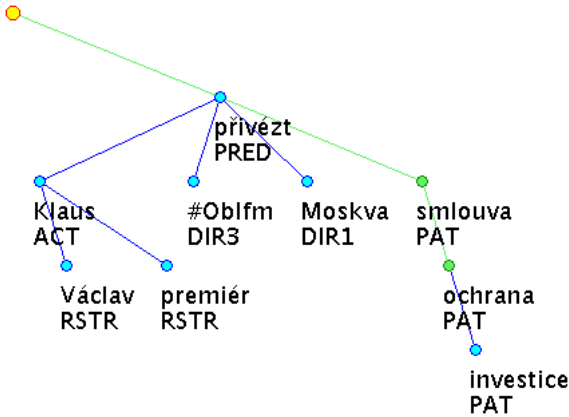 přivézt
PRED
Klaus
ACT
#Oblfm
DIR3
Moskva
DIR1
smlouva
PAT
Václav
RSTR
premiér
RSTR
ochrana
PAT
investice
PAT